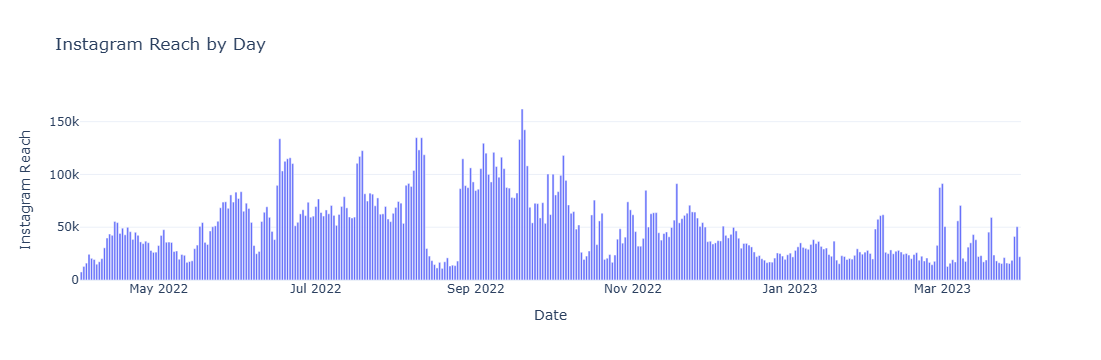 Instagram Reach by Day
Instagram Reach
150k
100k
50k
0
May 2022
Jul 2022
Sep 2022
Nov 2022
Jan 2023
Mar 2023
Date